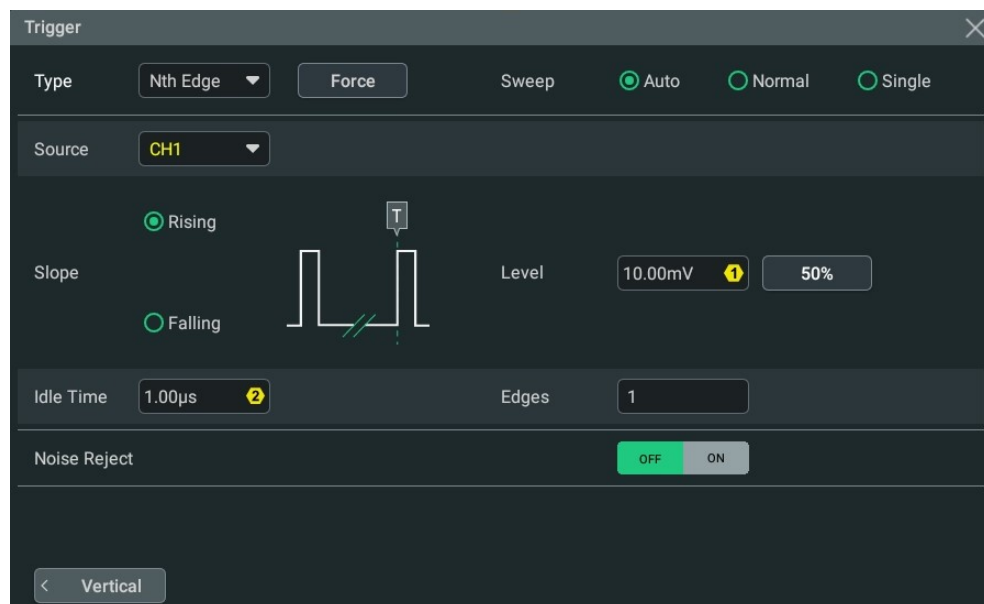 Trigger
Type Nth Edge Force Sweep Auto Normal Single
Source CH1
Rising
T
Slope Level 10.00mV 1 50%
Falling
Idle Time 1.00µs 2 Edges 1
Noise Reject OFF ON
< Vertical